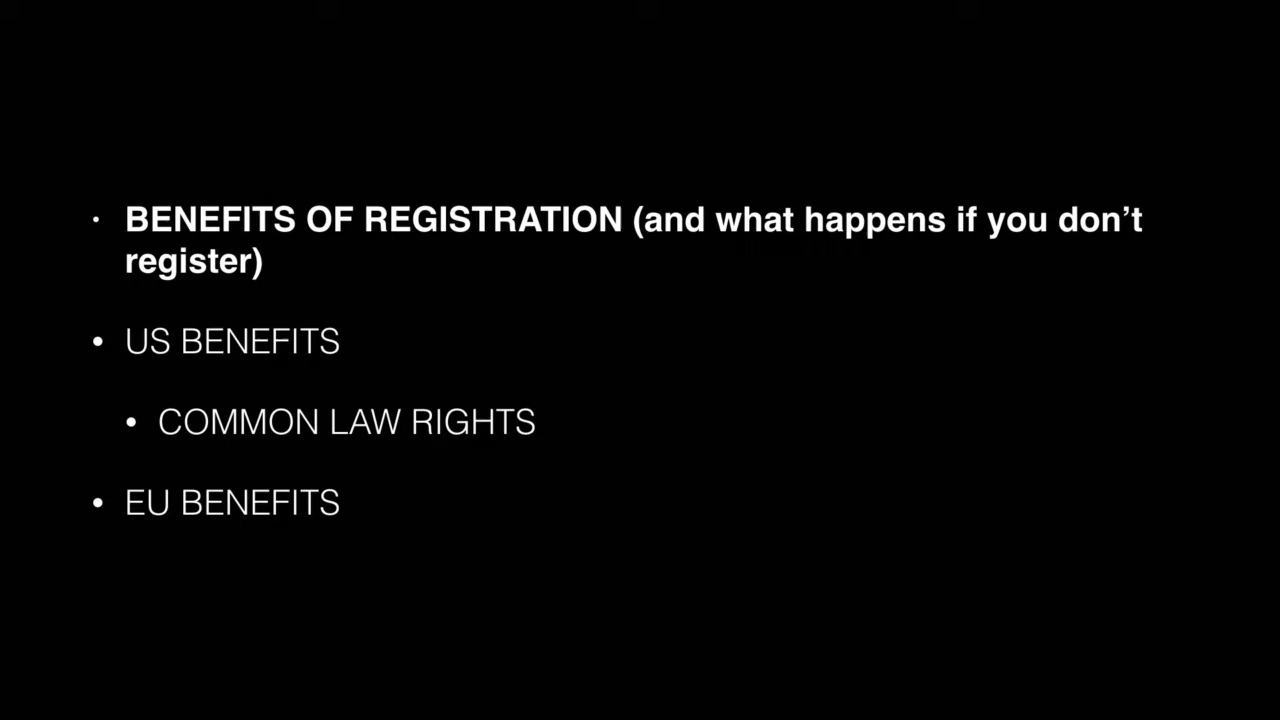 • BENEFITS OF REGISTRATION (and what happens if you don’t
register)
• US BENEFITS
• COMMON LAW RIGHTS
• EU BENEFITS